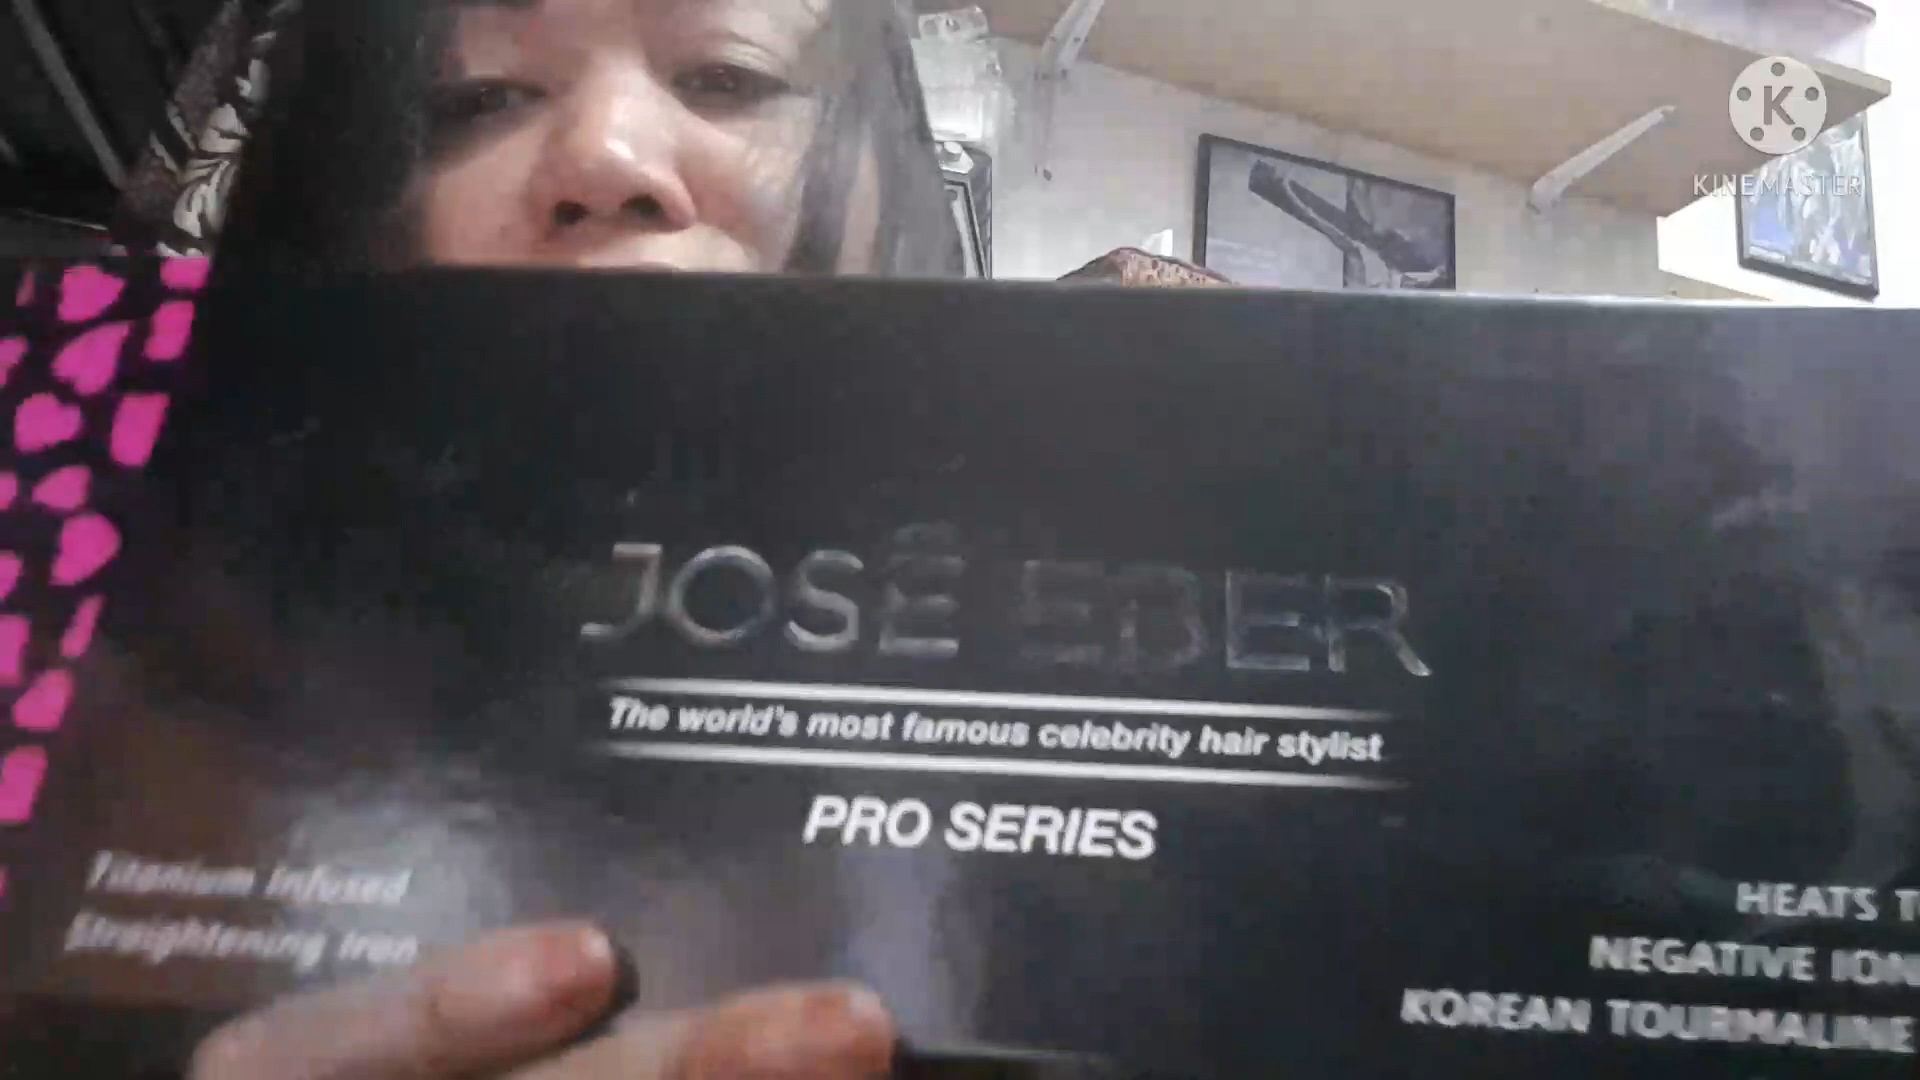 K
KINEMASTER
JOSÉ EBER
The world's most famous celebrity hair stylist
PRO SERIES
Titanium Infused
Straightening Iron
HEATS
NEGATIVE ION
KOREAN TOURMALINE